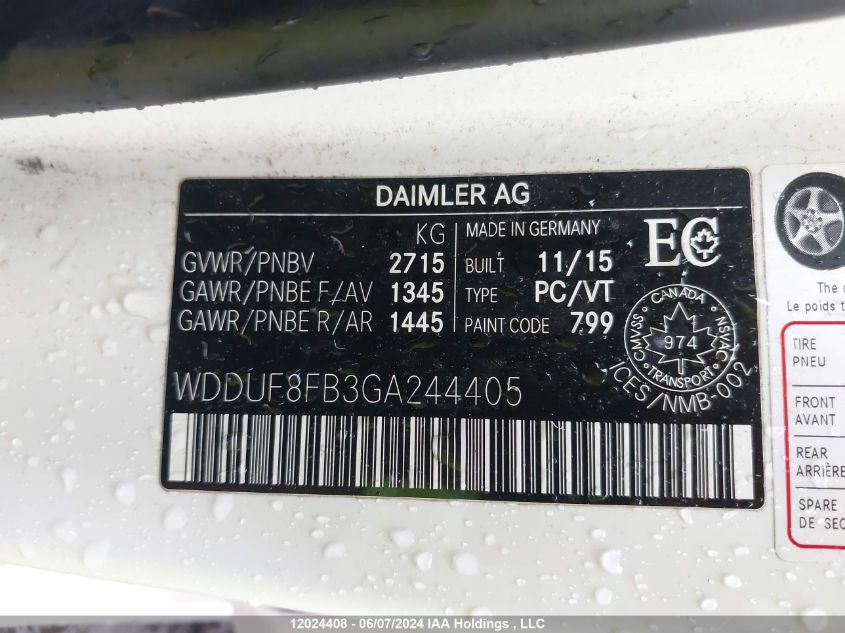 DAIMLER AG
KG
MADE IN GERMANY
GVWR/PNBV 2715
BUILT 11/15
EC
GAWR/PNBE F/AV 1345
TYPE PC/VT
GAWR/PNBE R/AR 1445
PAINT CODE 799
CANADA
CMVSS 974 NSVAC
TRANSPORT
ICES/NMB-002
WDDUF8FB3GA244405
The
Le poids
TIRE
PNEU
FRONT
AVANT
REAR
ARRIÈRE
SPARE
DE SEC
12024408 - 06/07/2024 IAA Holdings , LLC